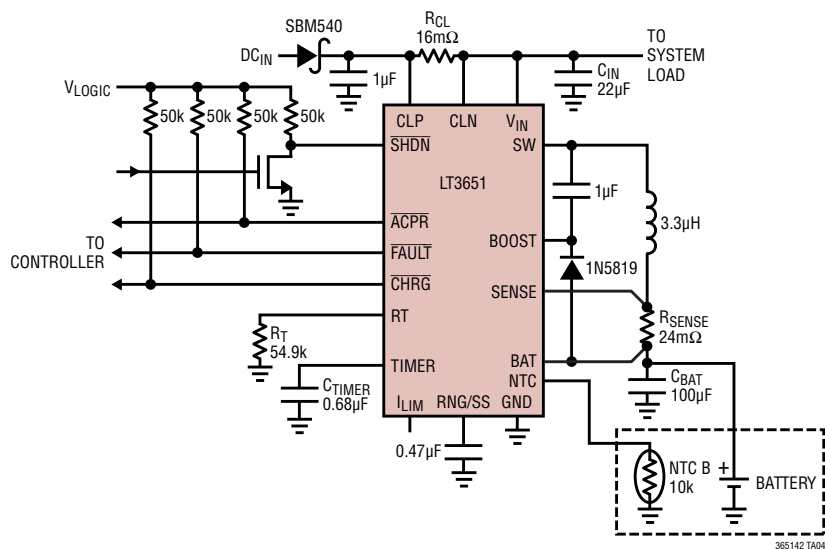 SBM540
DCIN
RCL
16mΩ
TO
SYSTEM
LOAD
1µF
CIN
22µF
VLOGIC
50k
50k
50k
50k
CLP
CLN
VIN
SHDN
SW
LT3651
1µF
3.3µH
ACPR
BOOST
TO
CONTROLLER
FAULT
1N5819
CHRG
SENSE
RSENSE
24mΩ
RT
RT
54.9k
BAT
TIMER
NTC
CTIMER
0.68µF
CBAT
100µF
ILIM
RNG/SS
GND
0.47µF
NTC B
10k
+
BATTERY
365142 TA04